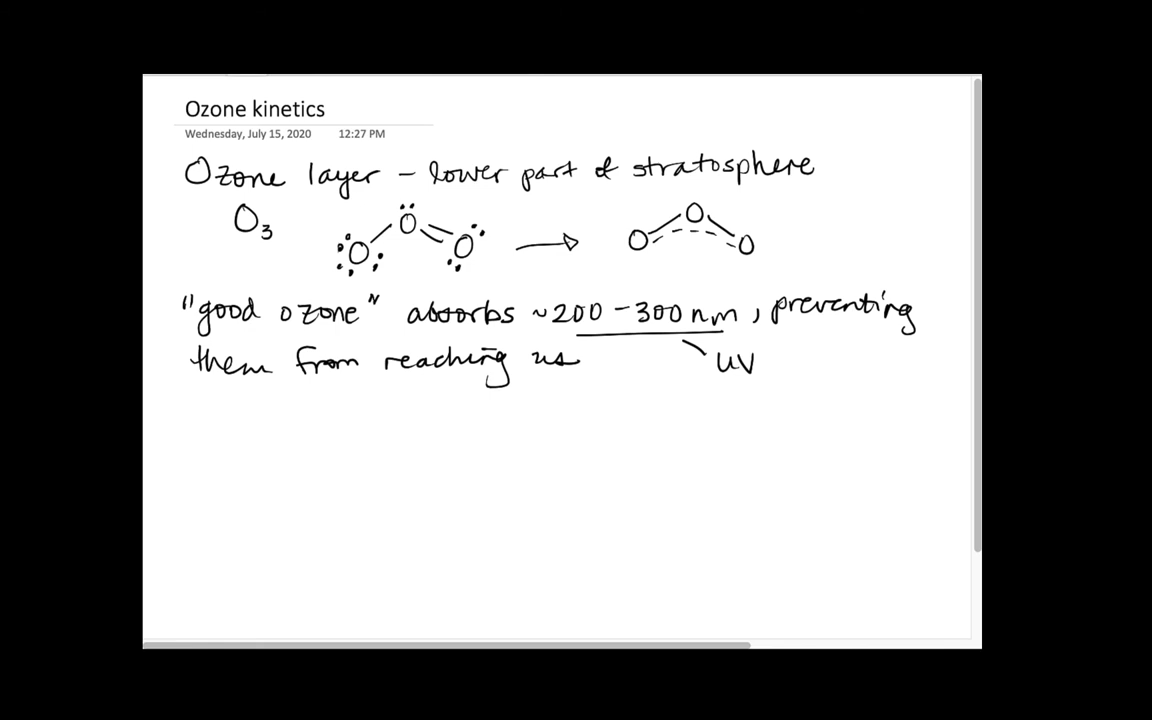 Ozone kinetics
Wednesday, July 15, 2020 12:27 PM
Ozone layer - lower part of stratosphere
O3 O O O → O O O
"good ozone" absorbs ~200-300 nm, preventing
them from reaching us UV